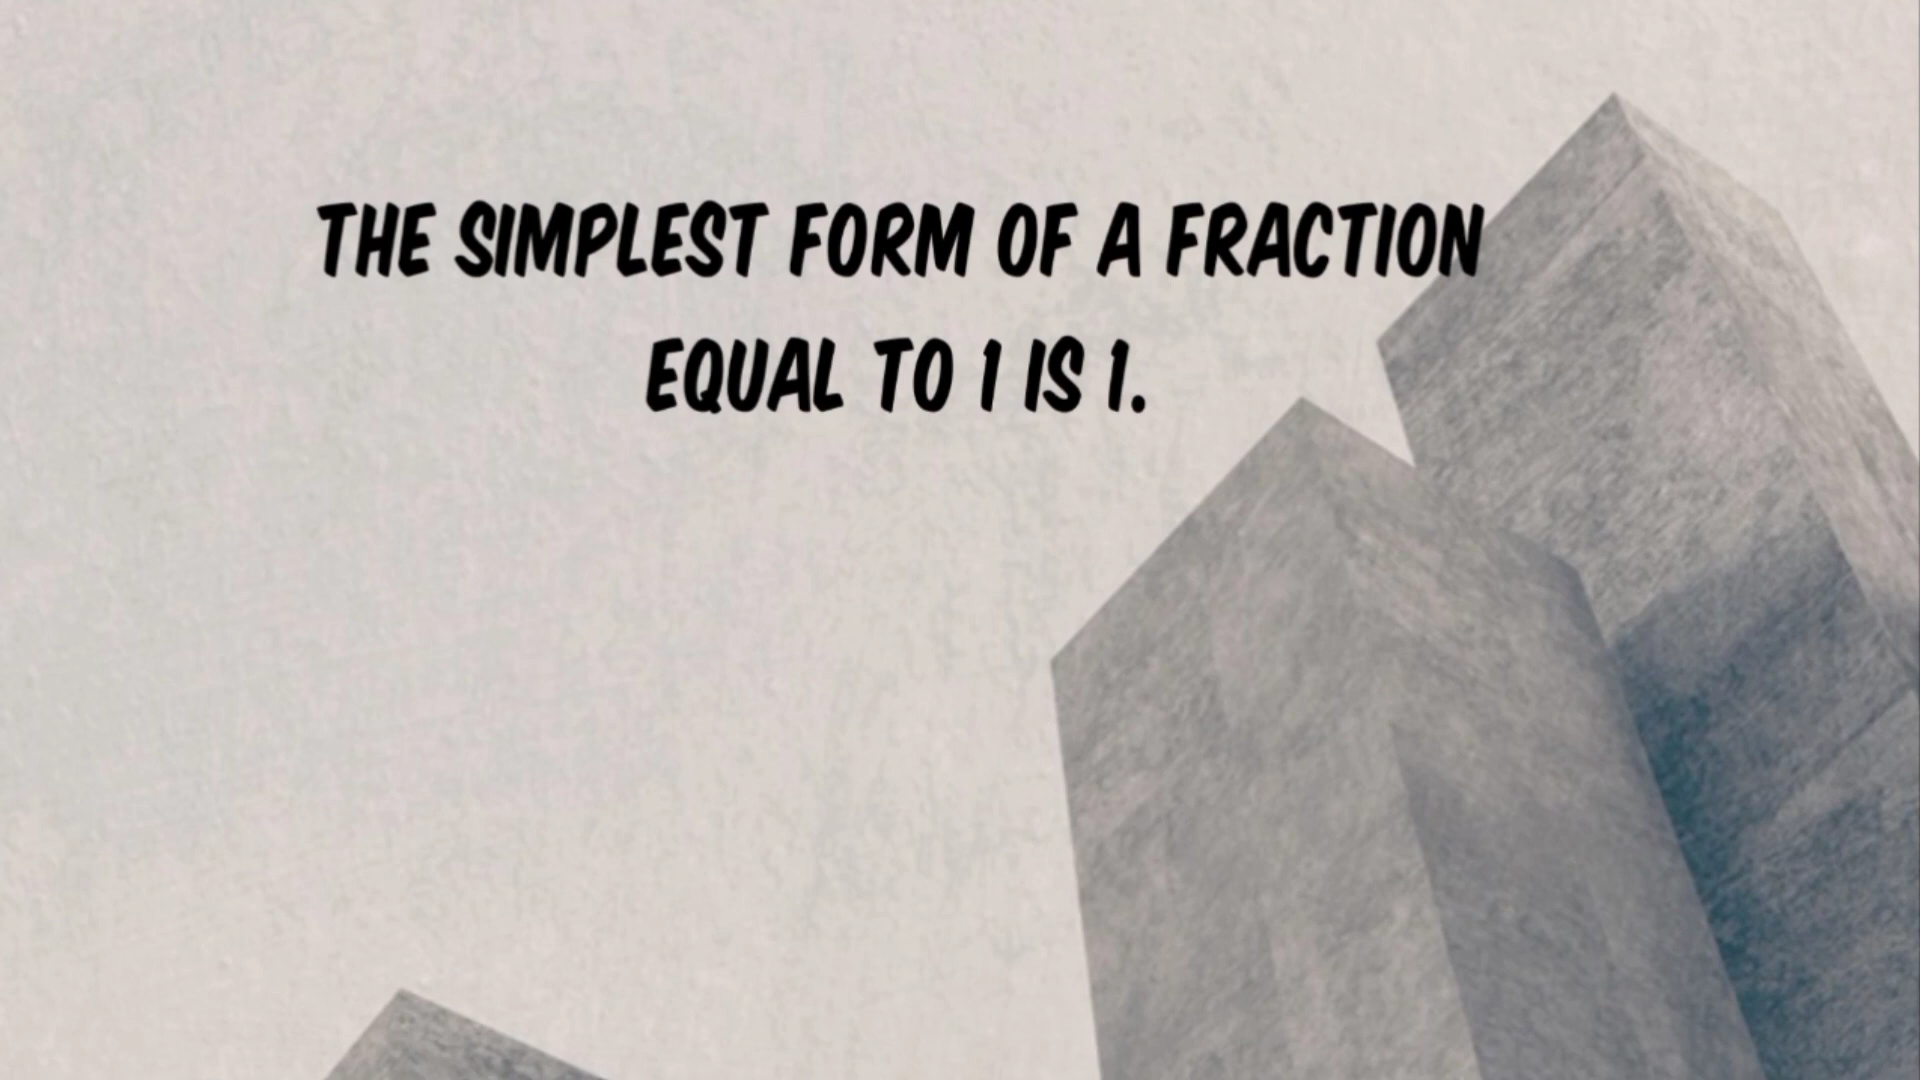 THE SIMPLEST FORM OF A FRACTION
EQUAL TO 1 IS 1.